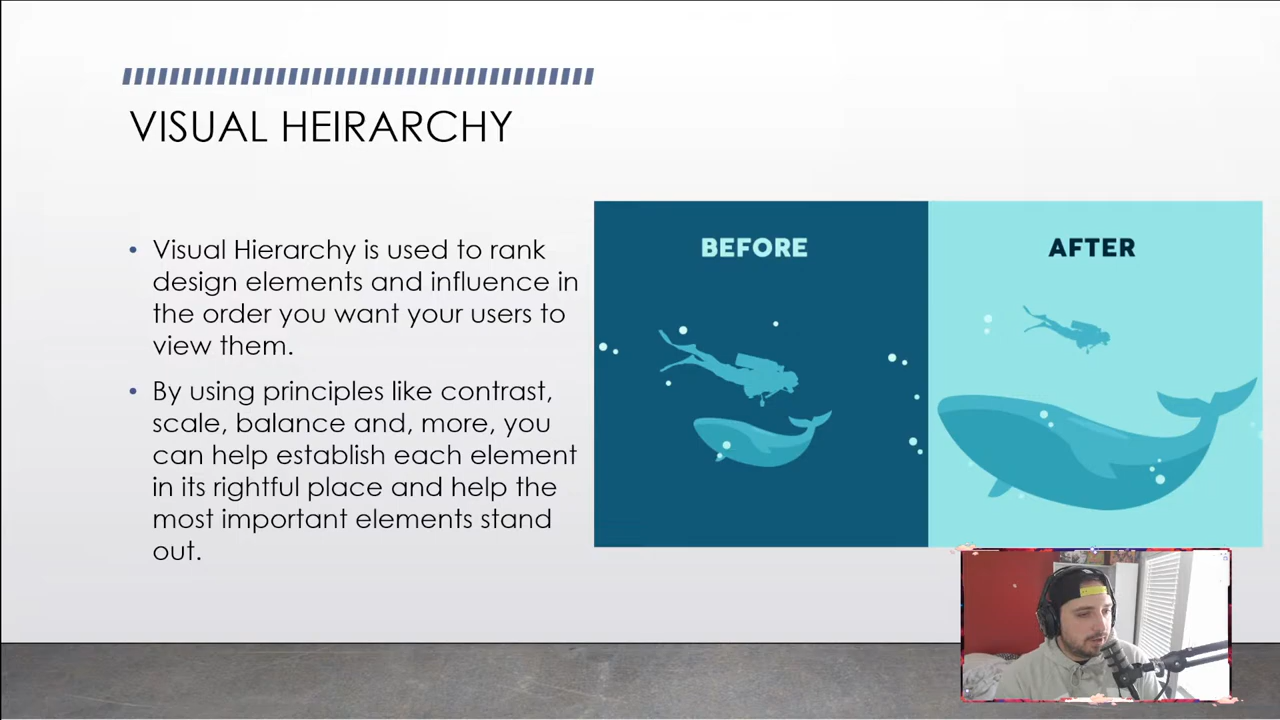 VISUAL HEIRARCHY
Visual Hierarchy is used to rank
design elements and influence in
the order you want your users to
view them.
By using principles like contrast,
scale, balance and, more, you
can help establish each element
in its rightful place and help the
most important elements stand
out.
BEFORE
AFTER